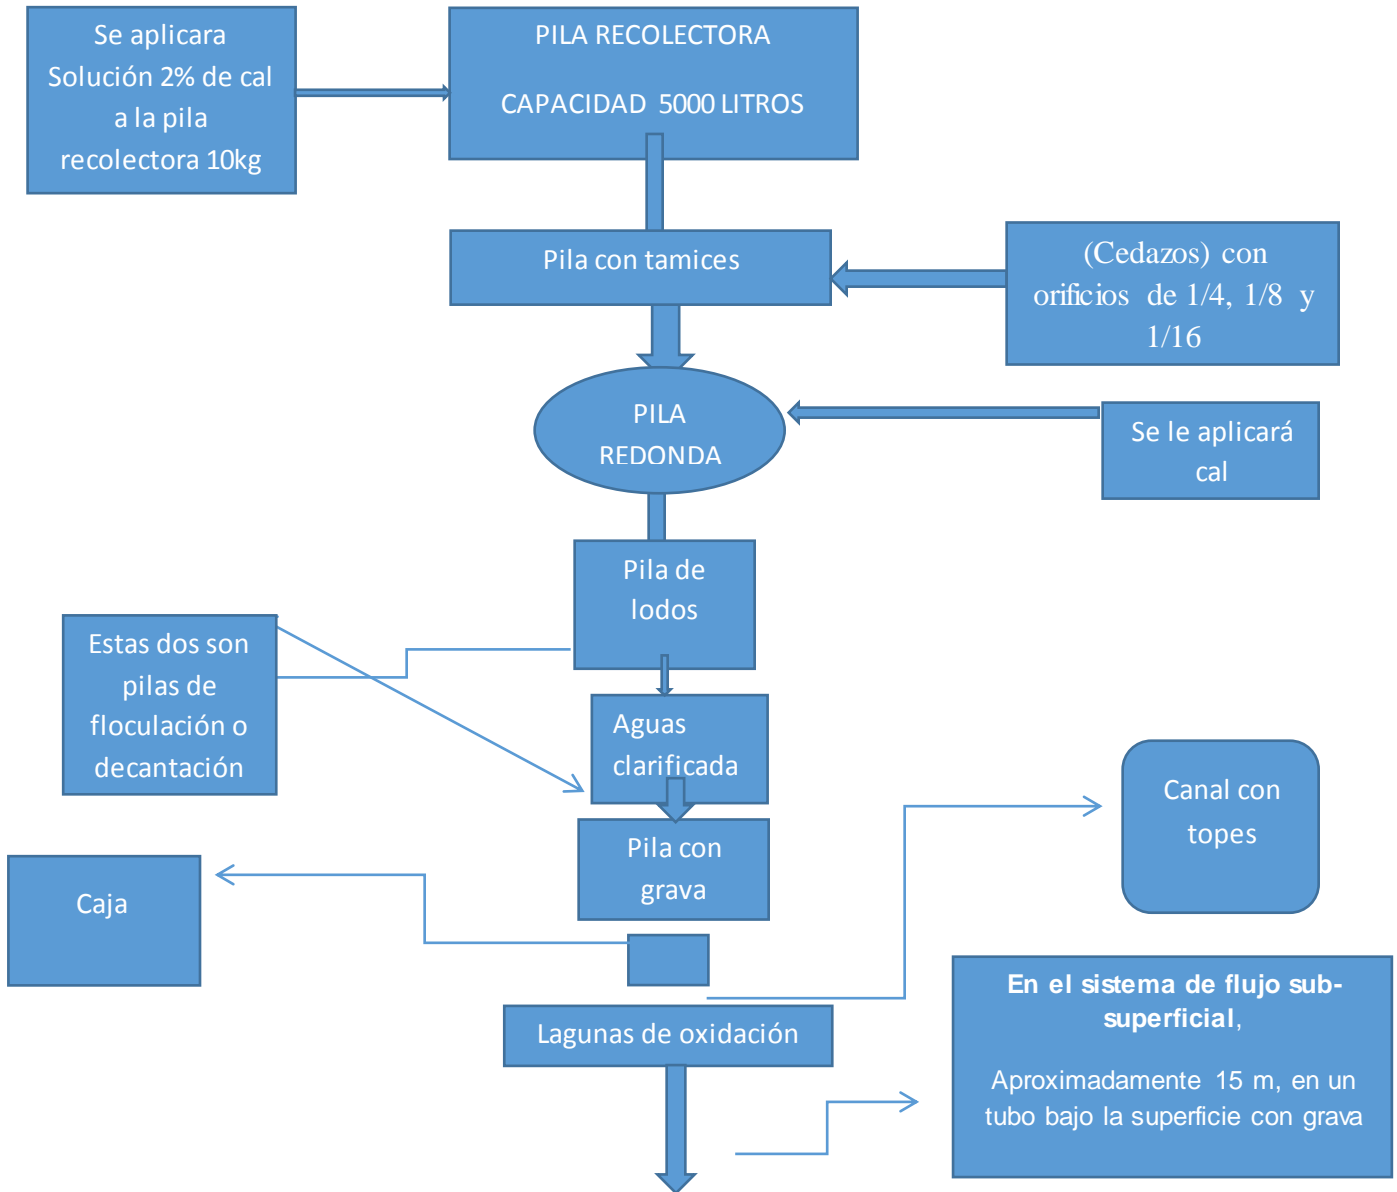 Se aplicara
Solución 2% de cal
a la pila
recolectora 10kg
PILA RECOLECTORA
CAPACIDAD 5000 LITROS
Pila con tamices
(Cedazos) con
orificios de 1/4, 1/8 y
1/16
PILA
REDONDA
Se le aplicará
cal
Pila de
lodos
Estas dos son
pilas de
floculación o
decantación
Aguas
clarificada
Canal con
topes
Pila con
grava
Caja
En el sistema de flujo sub-
superficial,
Aproximadamente 15 m, en un
tubo bajo la superficie con grava
Lagunas de oxidación